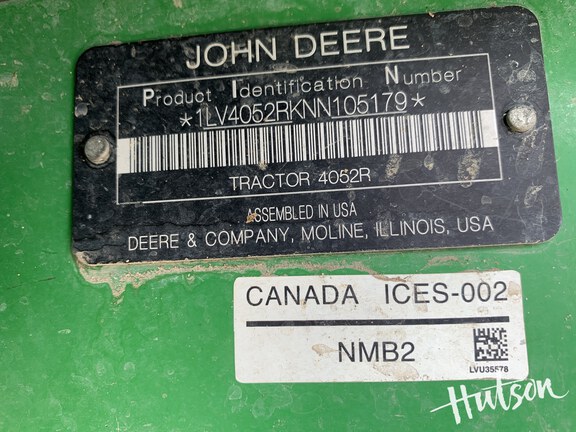 JOHN DEERE
Product Identification Number
*1LV4052RKNN105179*
TRACTOR 4052R
ASSEMBLED IN USA
DEERE & COMPANY, MOLINE, ILLINOIS, USA
CANADA ICES-002
NMB2
Hutson